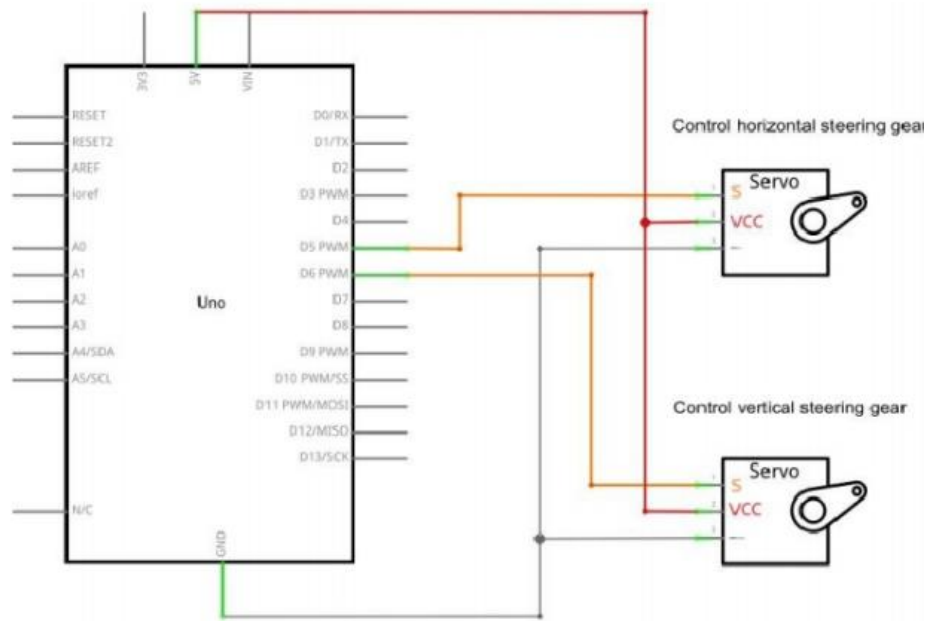 3V3
5V
VIN
RESET
RESET2
AREF
ioref
A0
A1
A2
A3
A4/SDA
A5/SCL
N/C
Uno
D0/RX
D1/TX
D2
D3 PWM
D4
D5 PWM
D6 PWM
D7
D8
D9 PWM
D10 PWM/SS
D11 PWM/MOSI
D12/MISO
D13/SCK
GND
Control horizontal steering gear
Servo
S
VCC
Control vertical steering gear
Servo
S
VCC